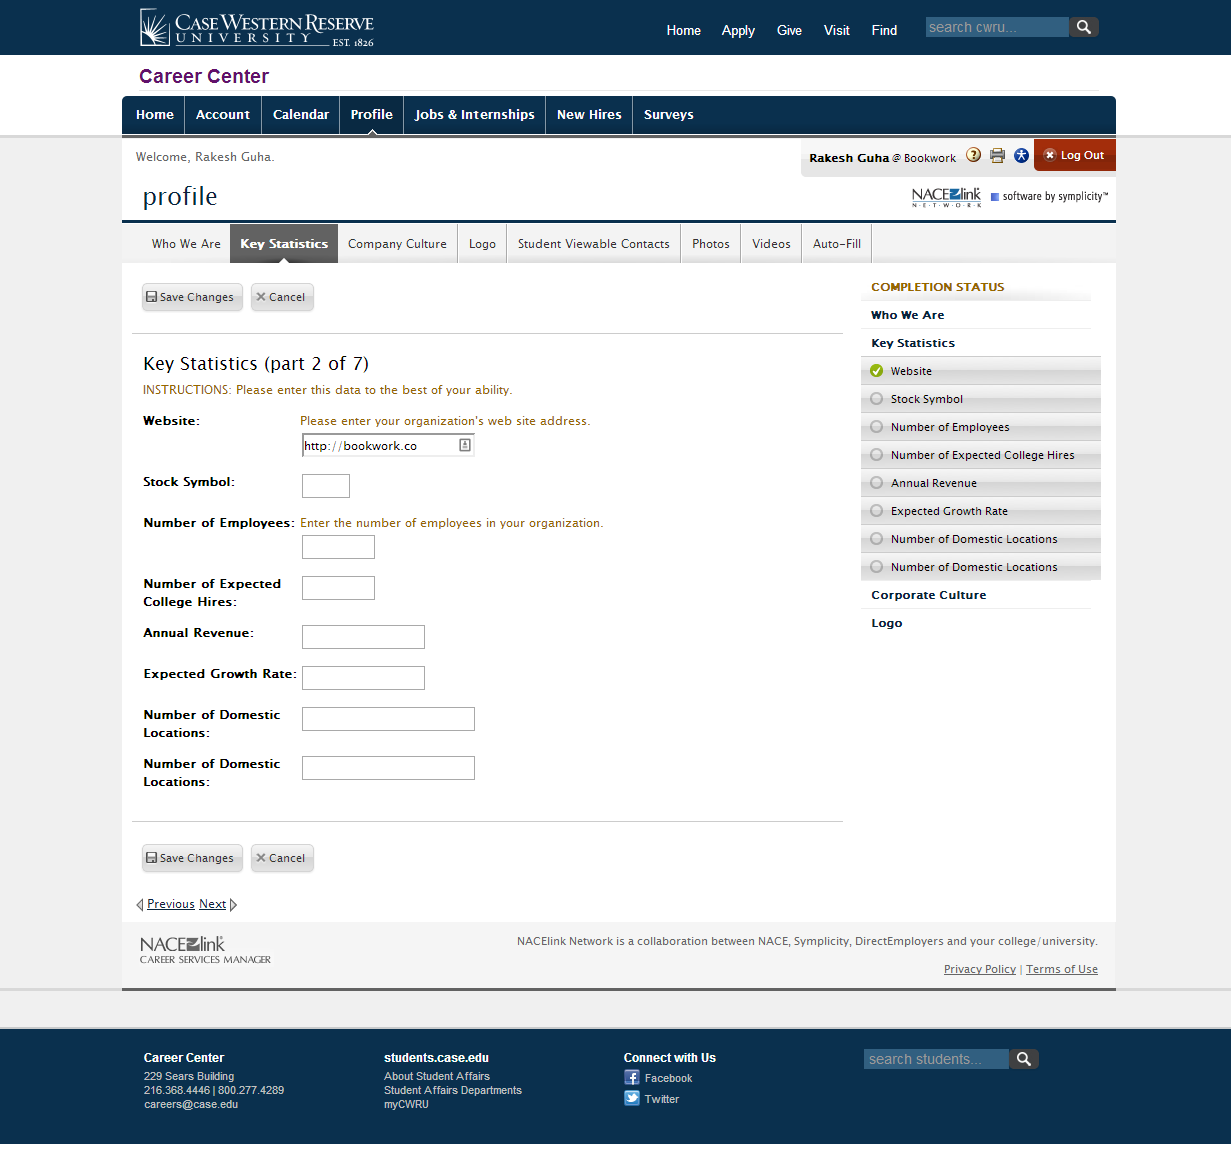 CASE WESTERN RESERVE
UNIVERSITY EST. 1826
Home Apply Give Visit Find search cwru...
Career Center
Home Account Calendar Profile Jobs & Internships New Hires Surveys
Welcome, Rakesh Guha.
Rakesh Guha @ Bookwork ? Log Out
profile
NACElink NETWORK software by symplicity™
Who We Are Key Statistics Company Culture Logo Student Viewable Contacts Photos Videos Auto-Fill
Save Changes Cancel
Key Statistics (part 2 of 7)
INSTRUCTIONS: Please enter this data to the best of your ability.
Website: Please enter your organization's web site address.
http://bookwork.co
Stock Symbol:
Number of Employees: Enter the number of employees in your organization.
Number of Expected
College Hires:
Annual Revenue:
Expected Growth Rate:
Number of Domestic
Locations:
Number of Domestic
Locations:
Save Changes Cancel
Previous Next
COMPLETION STATUS
Who We Are
Key Statistics
Website
Stock Symbol
Number of Employees
Number of Expected College Hires
Annual Revenue
Expected Growth Rate
Number of Domestic Locations
Number of Domestic Locations
Corporate Culture
Logo
NACElink
CAREER SERVICES MANAGER
NACElink Network is a collaboration between NACE, Symplicity, DirectEmployers and your college/university.
Privacy Policy | Terms of Use
Career Center
229 Sears Building
216.368.4446 | 800.277.4289
careers@case.edu
students.case.edu
About Student Affairs
Student Affairs Departments
myCWRU
Connect with Us
Facebook
Twitter
search students...